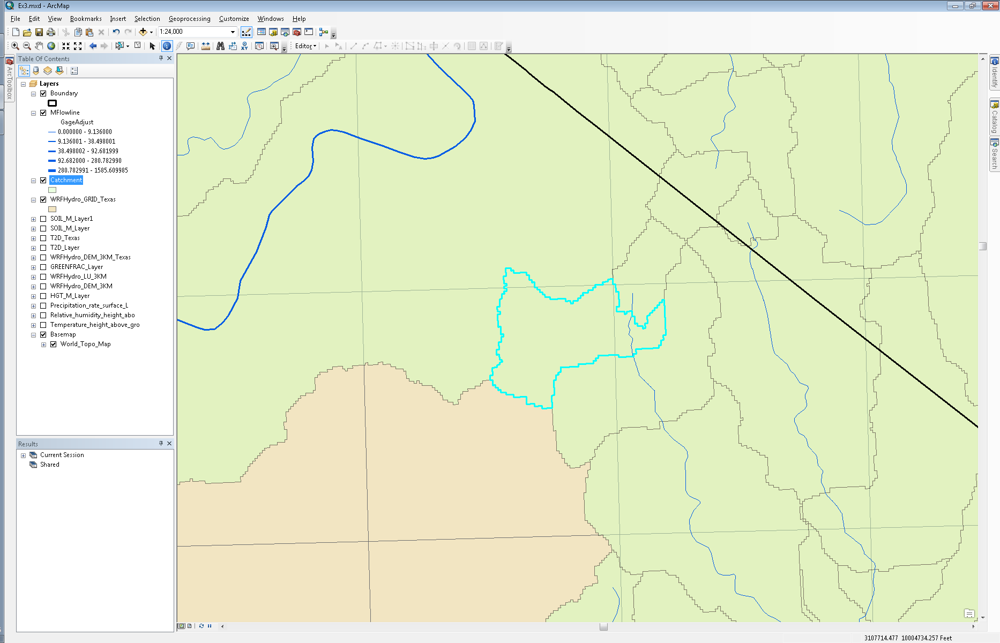 Ex3.mxd - ArcMap
File Edit View Bookmarks Insert Selection Geoprocessing Customize Windows Help
1:24,000
Editor
Table Of Contents
ArcToolbox
Layers
Boundary
MFlowline
GageAdjust
0.000000 - 9.136000
9.136001 - 38.498001
38.498002 - 92.681999
92.682000 - 280.782990
280.782991 - 1585.609985
Catchment
WRFHydro_GRID_Texas
SOIL_M_Layer1
SOIL_M_Layer
T2D_Texas
T2D_Layer
WRFHydro_DEM_3KM_Texas
GREENFRAC_Layer
WRFHydro_LU_3KM
WRFHydro_DEM_3KM
HGT_M_Layer
Precipitation_rate_surface_L
Relative_humidity_height_abo
Temperature_height_above_gro
Basemap
World_Topo_Map
Results
Current Session
Shared
Identify
Catalog
Search
3107714.477 10004734.257 Feet